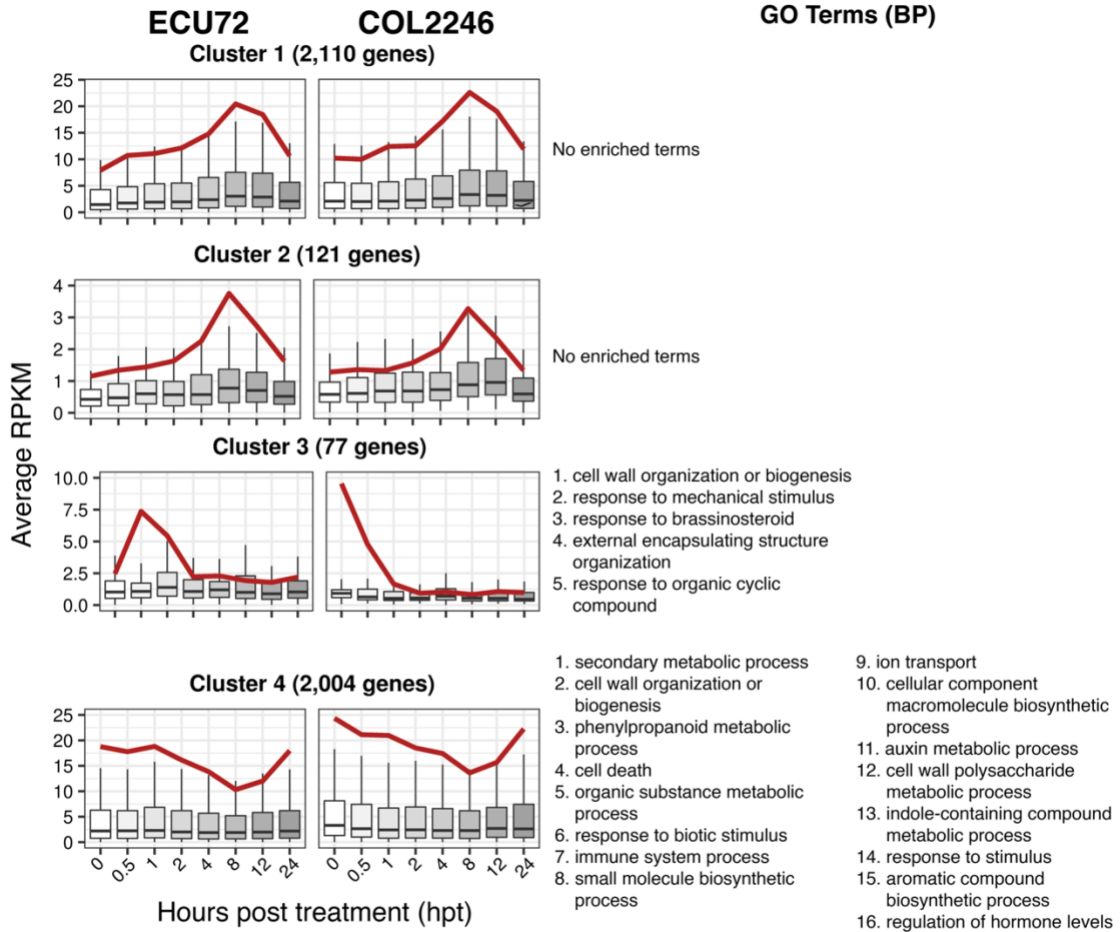 ECU72 COL2246 GO Terms (BP)
Cluster 1 (2,110 genes)
25
20
15
10
5
0
No enriched terms
Cluster 2 (121 genes)
4
3
2
1
0
No enriched terms
Average RPKM
Cluster 3 (77 genes)
10.0
7.5
5.0
2.5
0.0
1. cell wall organization or biogenesis
2. response to mechanical stimulus
3. response to brassinosteroid
4. external encapsulating structure
organization
5. response to organic cyclic
compound
Cluster 4 (2,004 genes)
25
20
15
10
5
0
0 0.5 1 2 4 8 12 24 0 0.5 1 2 4 8 12 24
Hours post treatment (hpt)
1. secondary metabolic process
2. cell wall organization or
biogenesis
3. phenylpropanoid metabolic
process
4. cell death
5. organic substance metabolic
process
6. response to biotic stimulus
7. immune system process
8. small molecule biosynthetic
process
9. ion transport
10. cellular component
macromolecule biosynthetic
process
11. auxin metabolic process
12. cell wall polysaccharide
metabolic process
13. indole-containing compound
metabolic process
14. response to stimulus
15. aromatic compound
biosynthetic process
16. regulation of hormone levels